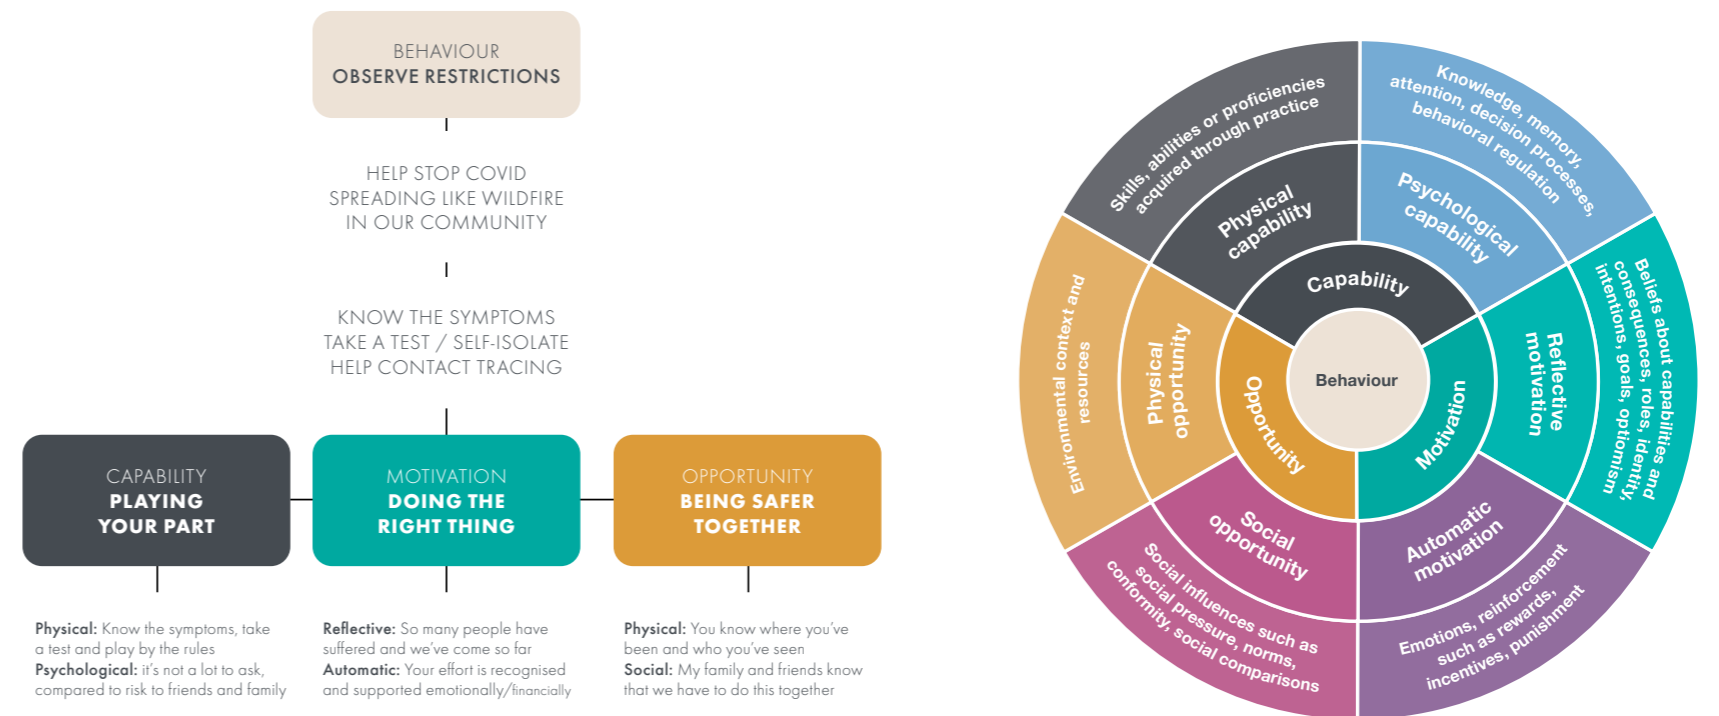 BEHAVIOUR
OBSERVE RESTRICTIONS
HELP STOP COVID
SPREADING LIKE WILDFIRE
IN OUR COMMUNITY
KNOW THE SYMPTOMS
TAKE A TEST / SELF-ISOLATE
HELP CONTACT TRACING
CAPABILITY
PLAYING
YOUR PART
MOTIVATION
DOING THE
RIGHT THING
OPPORTUNITY
BEING SAFER
TOGETHER
Physical: Know the symptoms, take
a test and play by the rules
Psychological: it's not a lot to ask,
compared to risk to friends and family
Reflective: So many people have
suffered and we've come so far
Automatic: Your effort is recognised
and supported emotionally/financially
Physical: You know where you've
been and who you've seen
Social: My family and friends know
that we have to do this together
Skills, abilities or proficiencies
acquired through practice
Knowledge, memory,
attention, decision processes,
behavioral regulation
Physical
capability
Psychological
capability
Capability
Environmental context and
resources
Physical
opportunity
Opportunity
Behaviour
Motivation
Reflective
motivation
Beliefs about capabilities and
consequences, roles, identity,
intentions, goals, optimism
Social
opportunity
Automatic
motivation
Social influences such as
social pressure, norms,
conformity, social comparisons
Emotions, reinforcement
such as rewards,
incentives, punishment